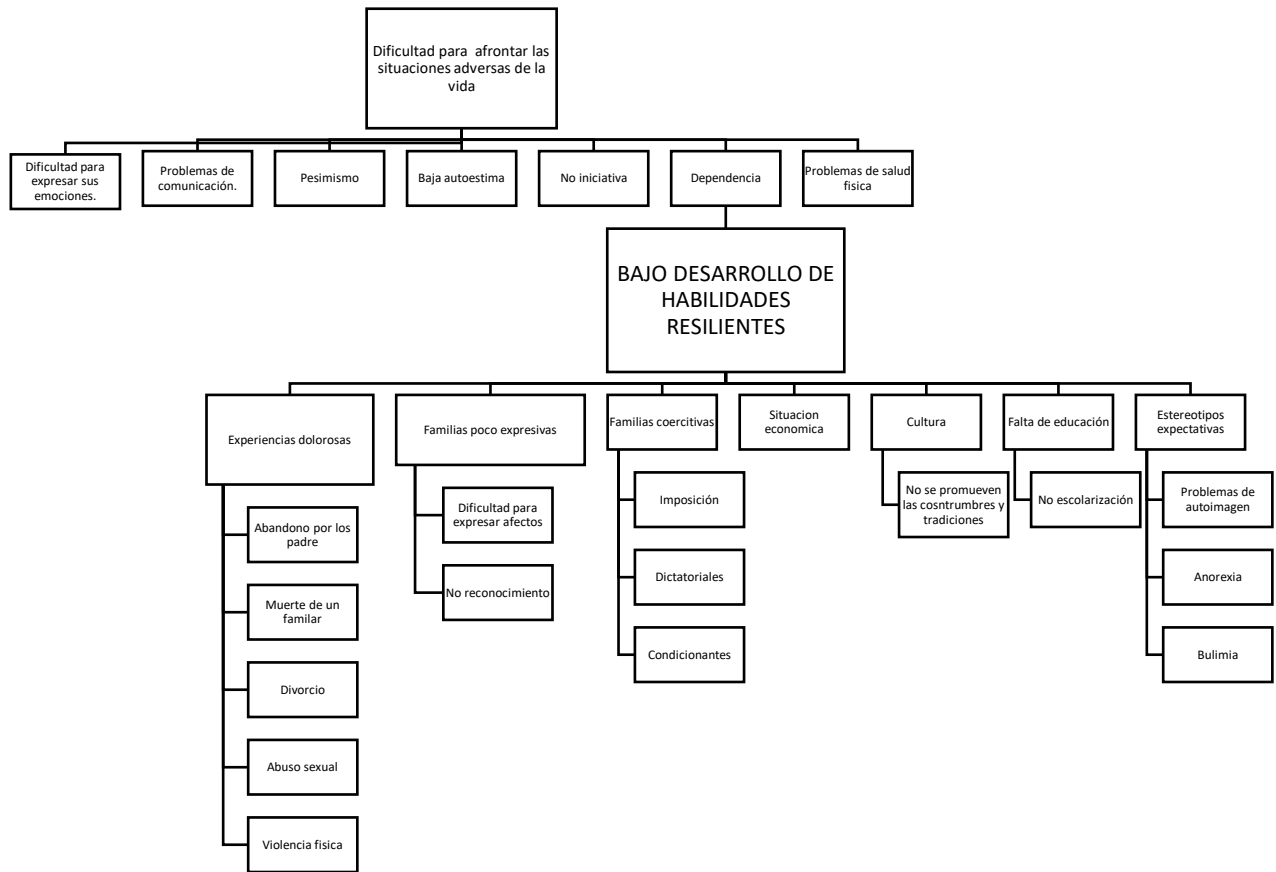 Dificultad para afrontar las
situaciones adversas de la
vida
Dificultad para
expresar sus
emociones.
Problemas de
comunicación.
Pesimismo
Baja autoestima
No iniciativa
Dependencia
Problemas de salud
fisica
BAJO DESARROLLO DE
HABILIDADES
RESILIENTES
Experiencias dolorosas
Abandono por los
padre
Muerte de un
familar
Divorcio
Abuso sexual
Violencia fisica
Familias poco expresivas
Dificultad para
expresar afectos
No reconocimiento
Familias coercitivas
Imposición
Dictatoriales
Condicionantes
Situacion
economica
Cultura
No se promueven
las cosntrumbres y
tradiciones
Falta de educación
No escolarización
Estereotipos
expectativas
Problemas de
autoimagen
Anorexia
Bulimia